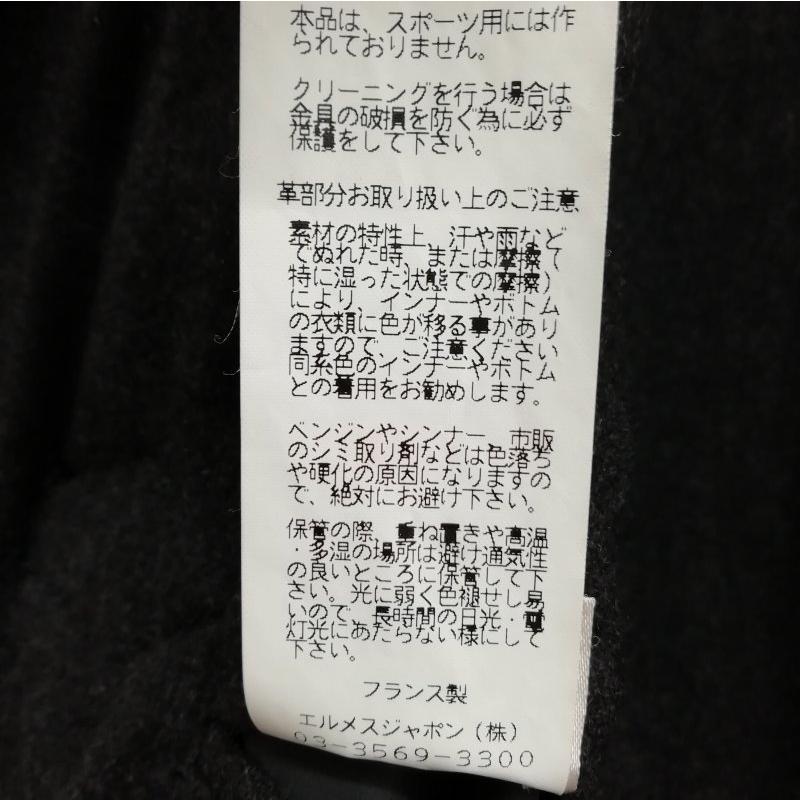 本品は、スポーツ用には作
られておりません。
クリーニングを行う場合は
金具の破損を防ぐ為に必ず
保護をして下さい。
革部分お取り扱い上のご注意
素材の特性上、汗や雨など
でぬれた時、または摩擦(
特に湿った状態での摩擦)
により、インナーやボトム
の衣類に色が移る事があり
ますので、ご注意ください
同系色のインナーやボトム
との着用をお勧めします。
ベンジンやシンナー、市販
のシミ取り剤などは色落ち
や硬化の原因になりますの
で、絶対にお避け下さい。
保管の際、重ね置きや高温
・多湿の場所は避け通気性
の良いところに保管して下
さい。光に弱く色褪せし易
いので、長時間の日光・電
灯光にあたらない様にして
下さい。
フランス製
エルメスジャポン(株)
03-3569-3300